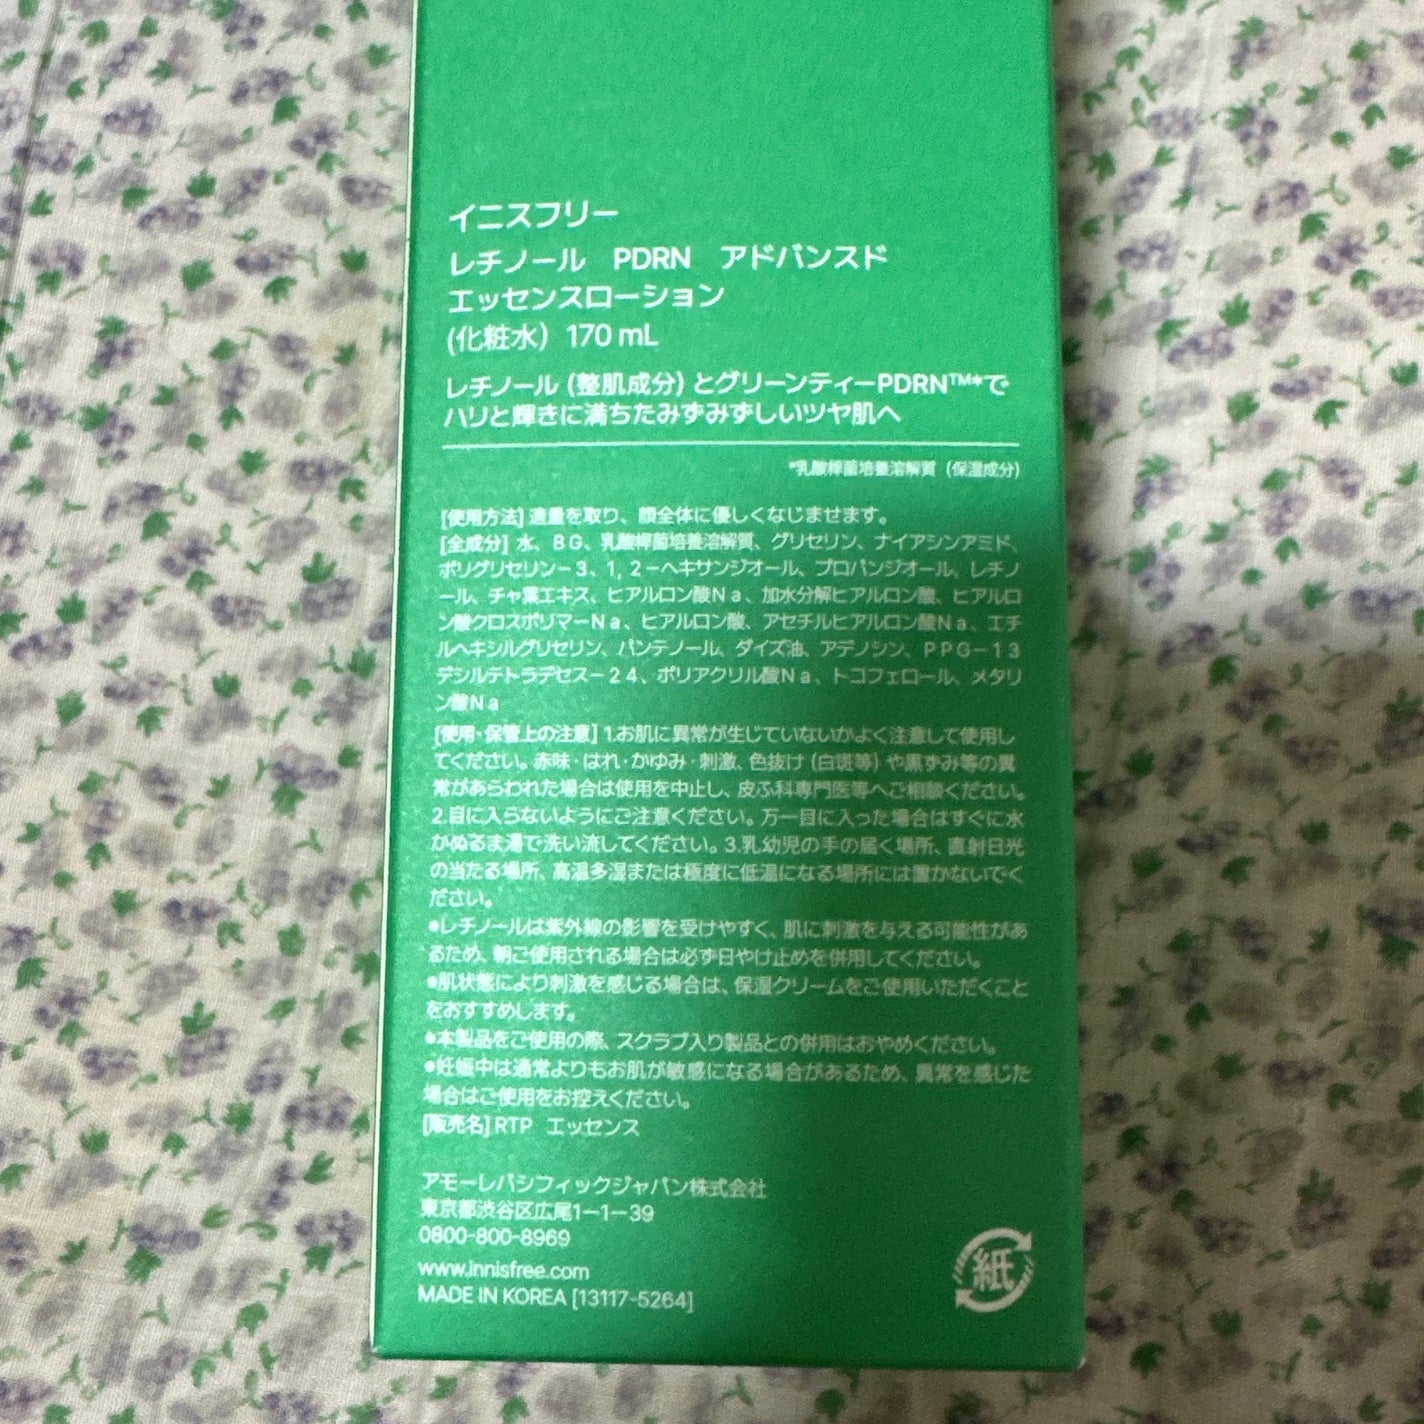 イニスフリー
レチノール　PDRN　アドバンスド
エッセンスローション
(化粧水) 170 mL
レチノール (整肌成分) とグリーンティーPDRN™*で
ハリと輝きに満ちたみずみずしいツヤ肌へ
*乳酸桿菌培養溶解質 (保湿成分)
[使用方法] 適量を取り、顔全体に優しくなじませます。
[全成分] 水、BG、乳酸桿菌培養溶解質、グリセリン、ナイアシンアミド、
ポリグリセリン-3、1,2-ヘキサンジオール、プロパンジオール、レチノ
ール、チャ葉エキス、ヒアルロン酸Na、加水分解ヒアルロン酸、ヒアルロ
ン酸クロスポリマーNa、ヒアルロン酸、アセチルヒアルロン酸Na、エチ
ルヘキシルグリセリン、パンテノール、ダイズ油、アデノシン、PPG-13
デシルテトラデセス-24、ポリアクリル酸Na、トコフェロール、メタリ
ン酸Na
[使用・保管上の注意] 1.お肌に異常が生じていないかよく注意して使用し
てください。赤味・はれ・かゆみ・刺激、色抜け (白斑等) や黒ずみ等の異
常があらわれた場合は使用を中止し、皮ふ科専門医等へご相談ください。
2.目に入らないようにご注意ください。万一目に入った場合はすぐに水
かぬるま湯で洗い流してください。3.乳幼児の手の届く場所、直射日光
の当たる場所、高温多湿または極度に低温になる場所には置かないでく
ださい。
*レチノールは紫外線の影響を受けやすく、肌に刺激を与える可能性があ
るため、朝ご使用される場合は必ず日やけ止めを併用してください。
*肌状態により刺激を感じる場合は、保湿クリームをご使用いただくこと
をおすすめします。
*本製品をご使用の際、スクラブ入り製品との併用はおやめください。
*妊娠中は通常よりもお肌が敏感になる場合があるため、異常を感じた
場合はご使用をお控えください。
[販売名] RTP　エッセンス
アモーレパシフィックジャパン株式会社
東京都渋谷区広尾1-1-39
0800-800-8969
www.innisfree.com
MADE IN KOREA [13117-5264]
紙